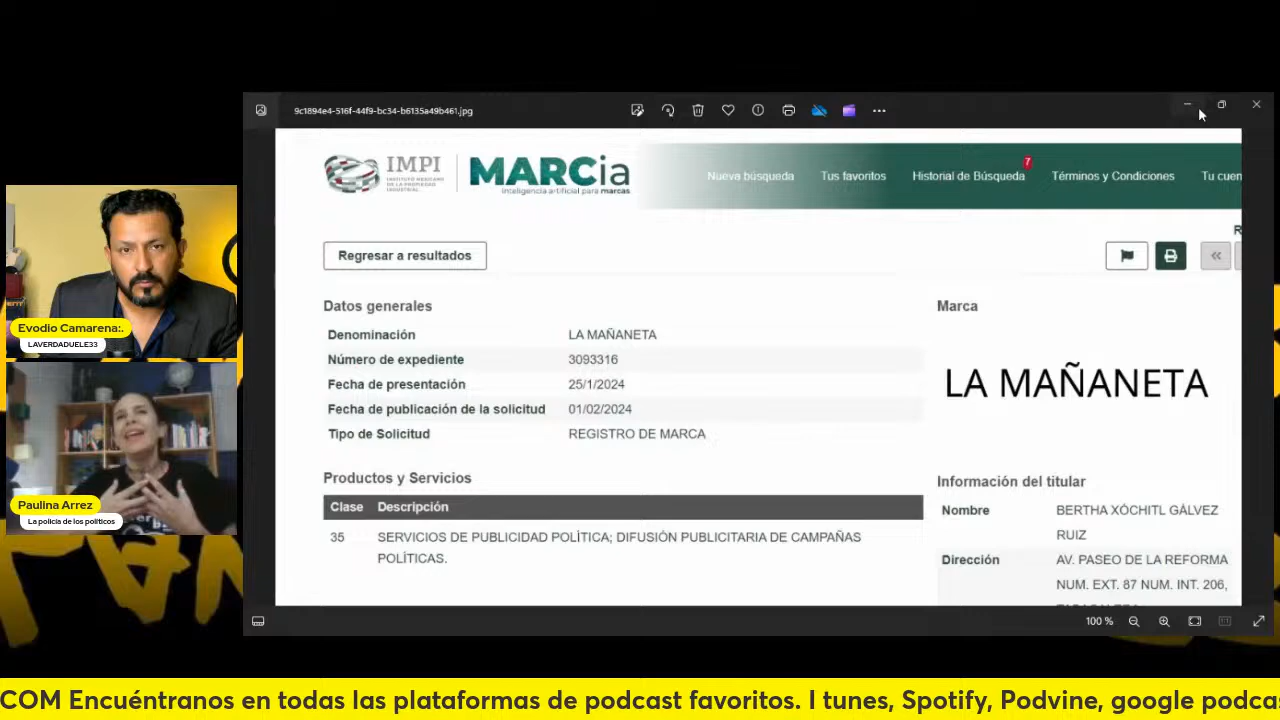 9c1894e4-516f-44f9-bc34-b6135a49b461.jpg
IMPI
INSTITUTO MEXICANO
DE LA PROPIEDAD
INDUSTRIAL
MARCia
inteligencia artificial para marcas
Nueva búsqueda
Tus favoritos
Historial de Búsqueda
7
Términos y Condiciones
Tu cuen
Regresar a resultados
Datos generales
Denominación LA MAÑANETA
Número de expediente 3093316
Fecha de presentación 25/1/2024
Fecha de publicación de la solicitud 01/02/2024
Tipo de Solicitud REGISTRO DE MARCA
Productos y Servicios
Clase Descripción
35 SERVICIOS DE PUBLICIDAD POLÍTICA; DIFUSIÓN PUBLICITARIA DE CAMPAÑAS
POLÍTICAS.
Marca
LA MAÑANETA
Información del titular
Nombre BERTHA XÓCHITL GÁLVEZ
RUIZ
Dirección AV. PASEO DE LA REFORMA
NUM. EXT. 87 NUM. INT. 206,
100 %
Evodio Camarena:.
LAVERDADUELE33
Paulina Arrez
La policía de los políticos
COM Encuéntranos en todas las plataformas de podcast favoritos. I tunes, Spotify, Podvine, google podca